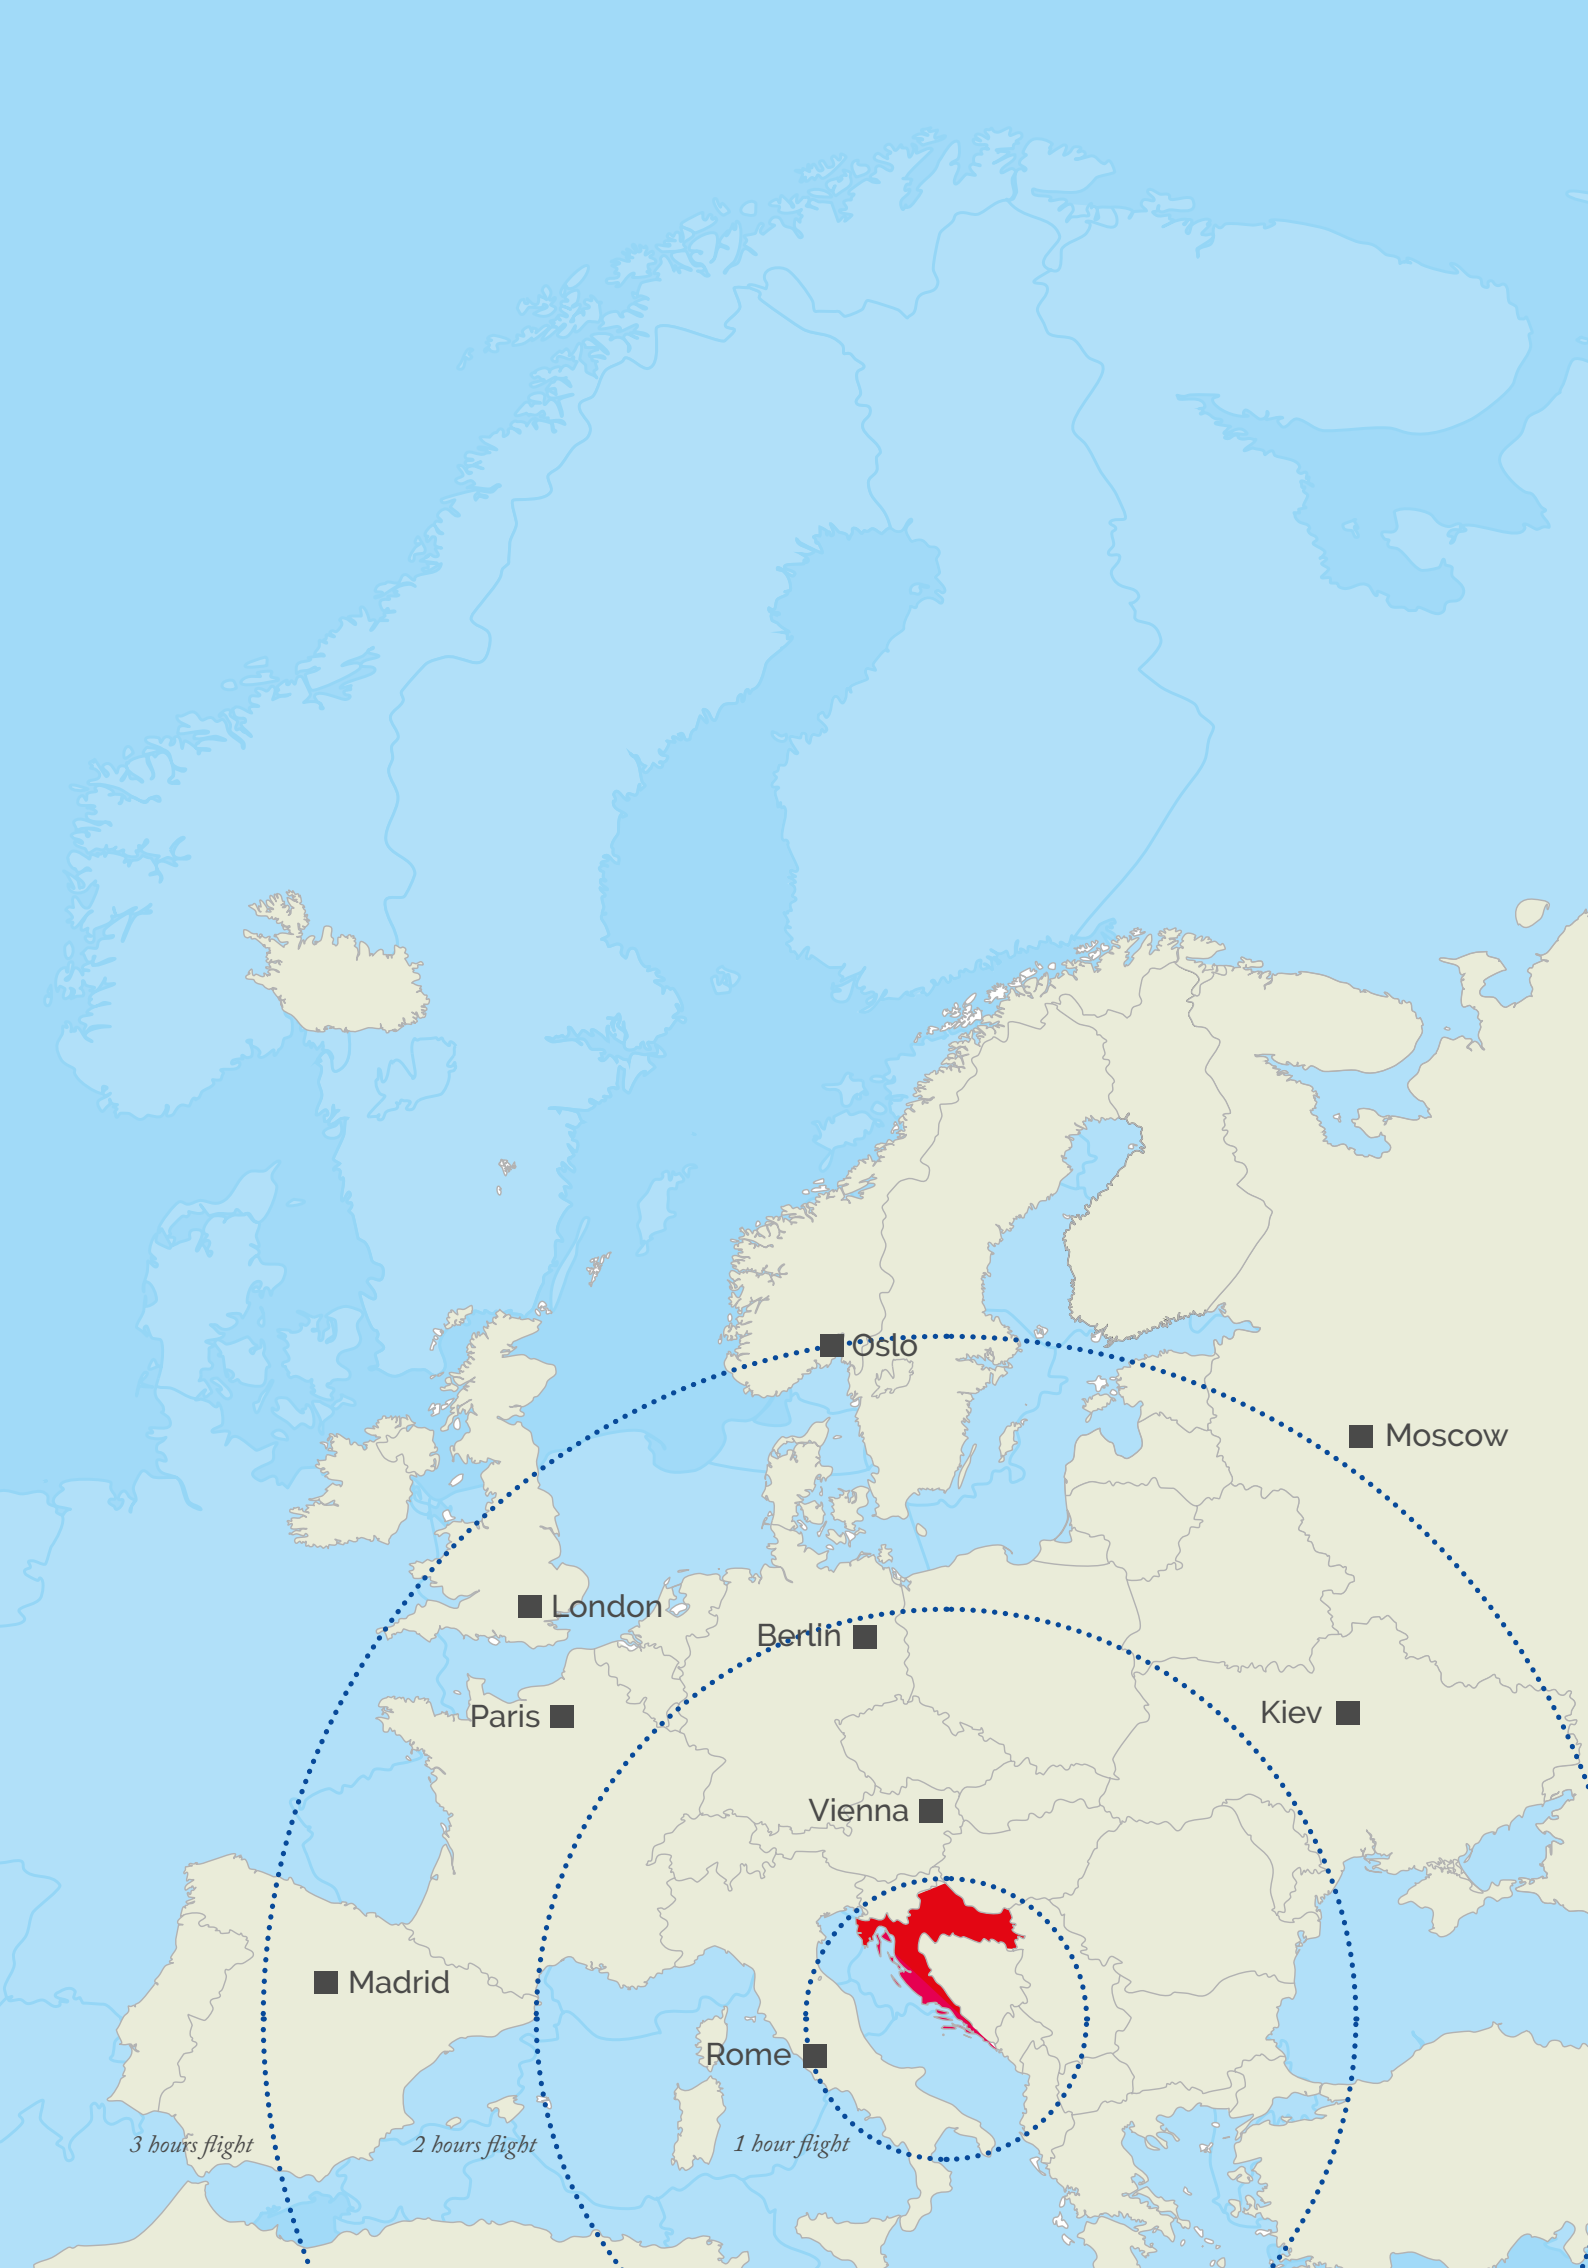 Oslo
Moscow
London
Berlin
Paris
Kiev
Vienna
Madrid
Rome
3 hours flight
2 hours flight
1 hour flight